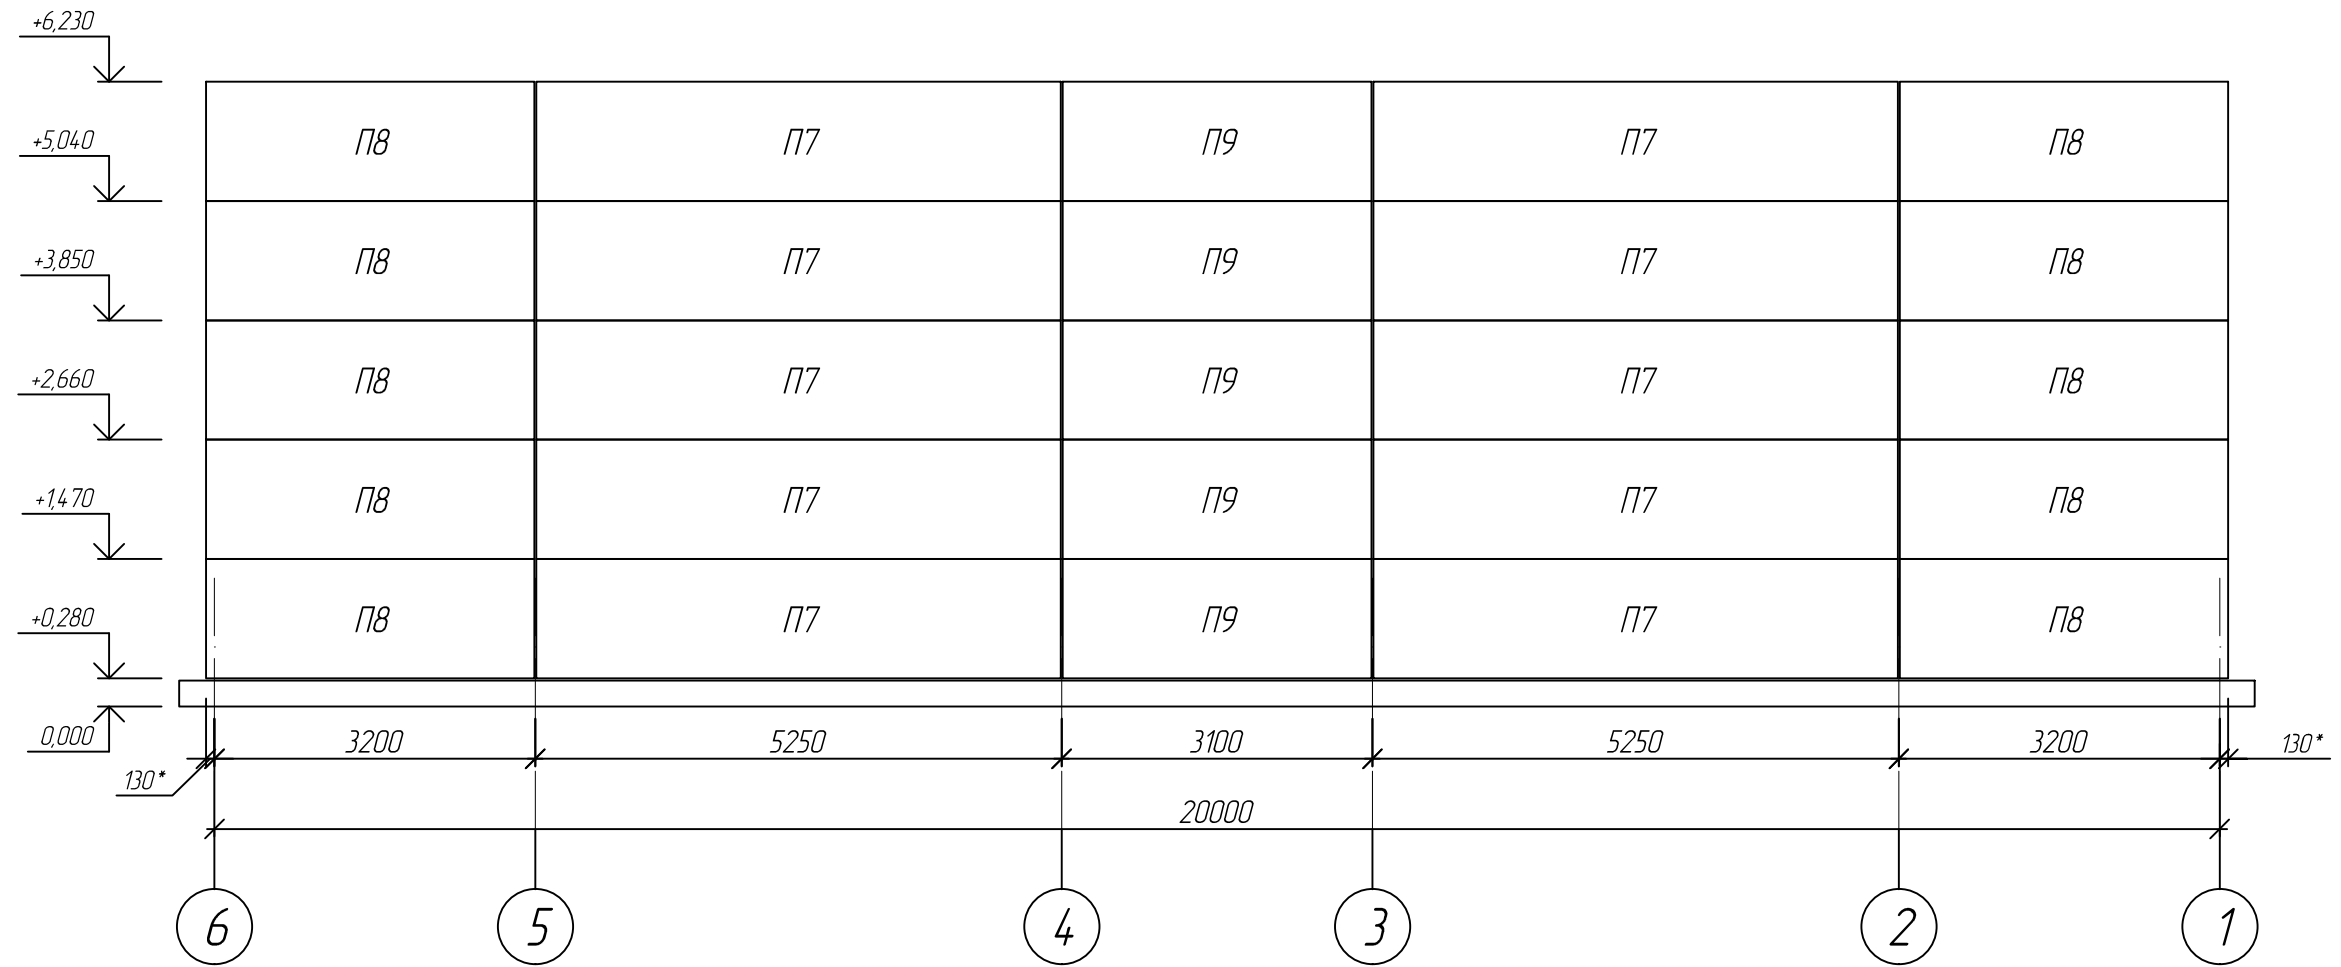 +6,230
П8 П7 П9 П7 П8
+5,040
П8 П7 П9 П7 П8
+3,850
П8 П7 П9 П7 П8
+2,660
П8 П7 П9 П7 П8
+1,470
П8 П7 П9 П7 П8
+0,280
0,000
3200 5250 3100 5250 3200 130*
130*
20000
6 5 4 3 2 1